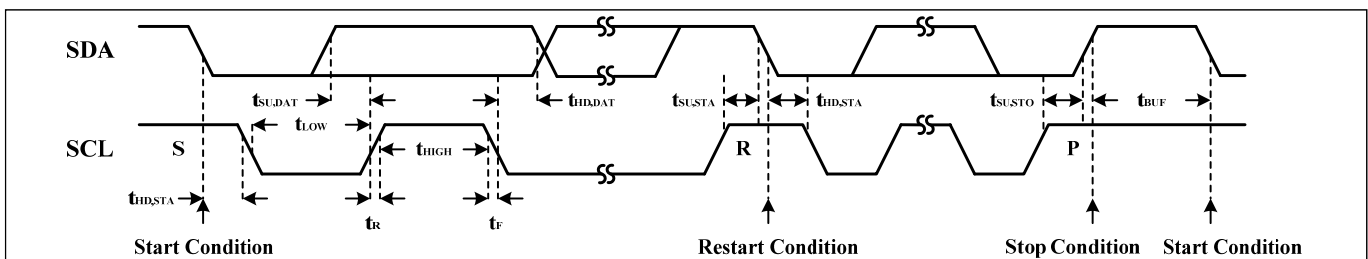 SDA
tSU,DAT
tHD,DAT
tSU,STA
tHD,STA
tSU,STO
tBUF
tLOW
SCL
S
tHIGH
R
P
tHD,STA
tR
tF
Start Condition
Restart Condition
Stop Condition
Start Condition